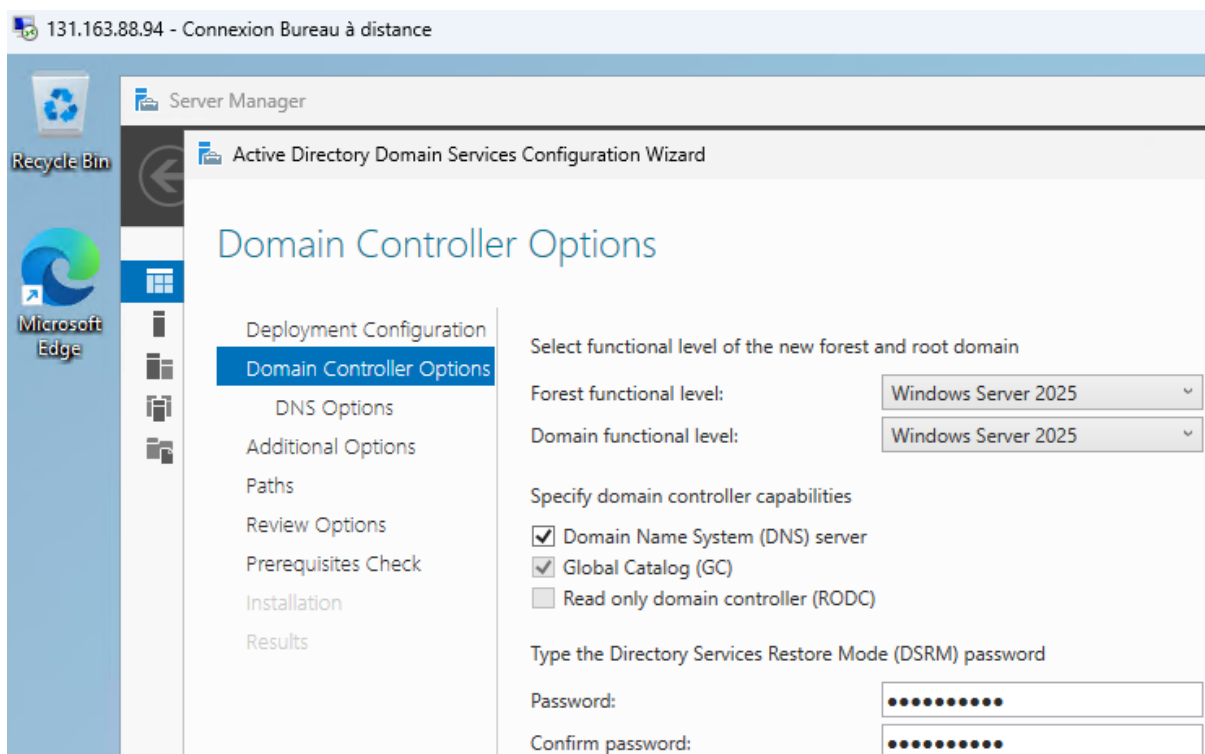 131.163.88.94 - Connexion Bureau à distance
Recycle Bin
Microsoft Edge
Server Manager
Active Directory Domain Services Configuration Wizard
Domain Controller Options
Deployment Configuration
Domain Controller Options
DNS Options
Additional Options
Paths
Review Options
Prerequisites Check
Installation
Results
Select functional level of the new forest and root domain
Forest functional level: Windows Server 2025
Domain functional level: Windows Server 2025
Specify domain controller capabilities
Domain Name System (DNS) server
Global Catalog (GC)
Read only domain controller (RODC)
Type the Directory Services Restore Mode (DSRM) password
Password: ●●●●●●●●●●
Confirm password: ●●●●●●●●●●